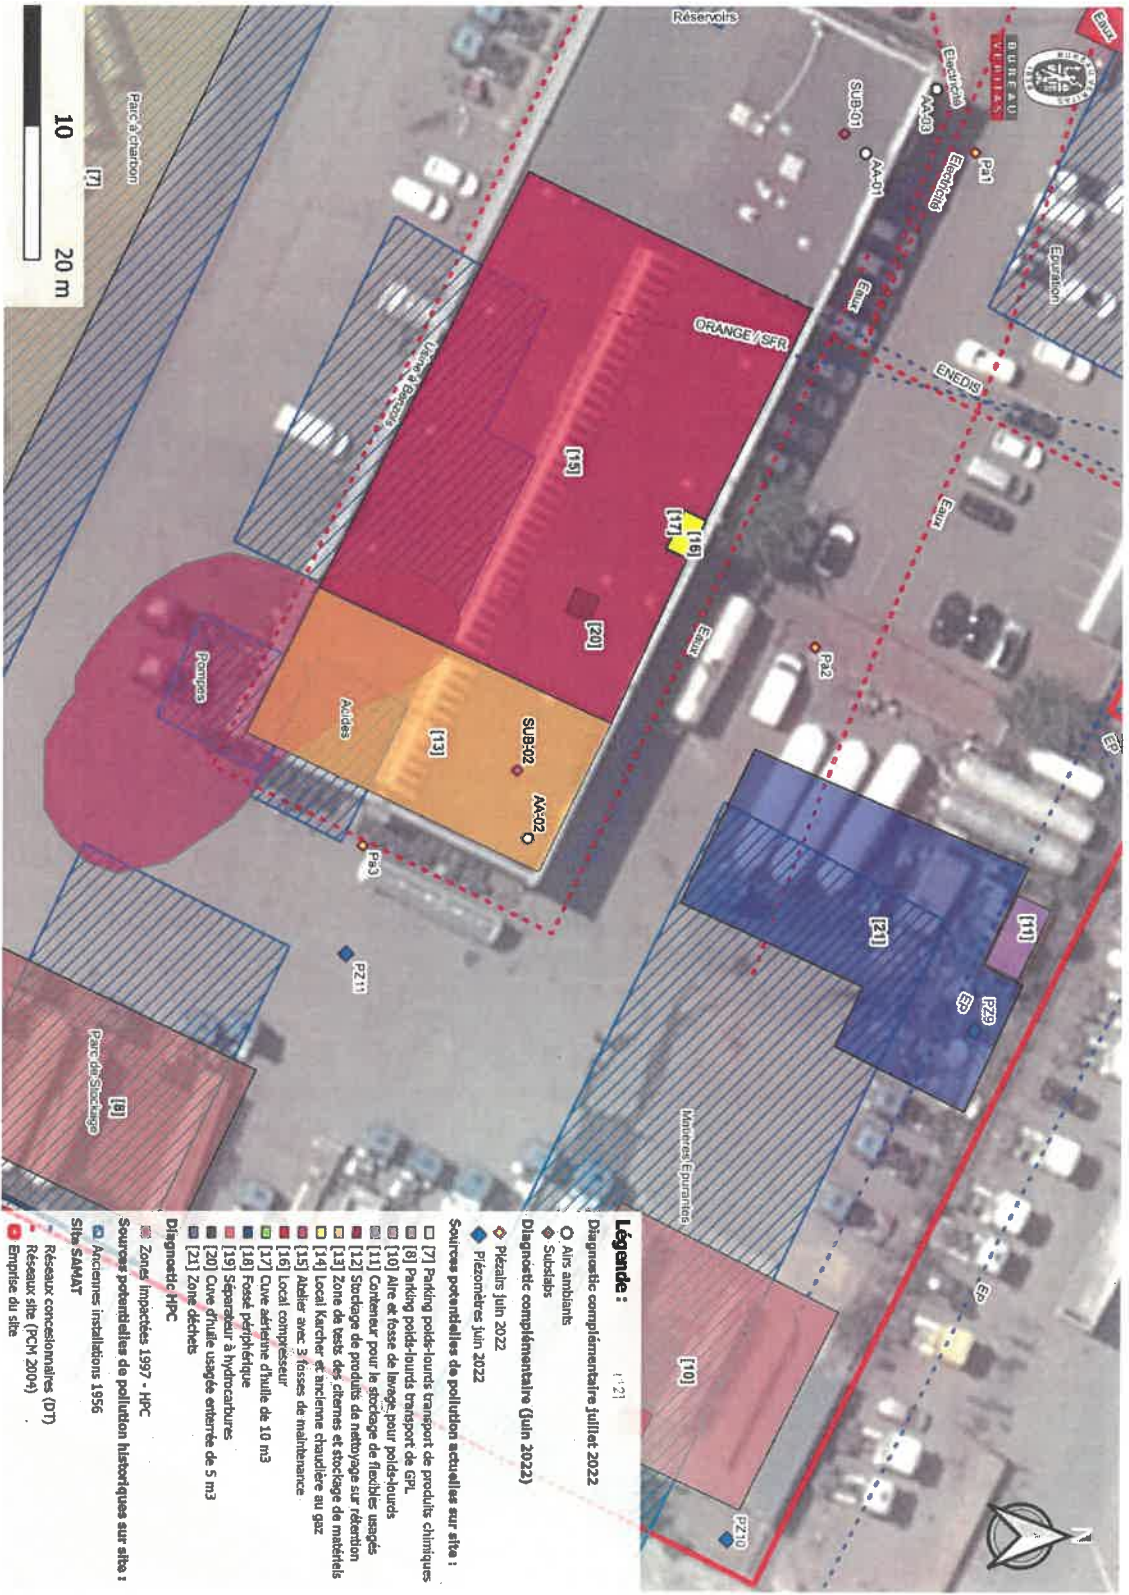 BUREAU
VERITAS
Eaux
Réservoirs
Electricité
AA-03
SUB-01
AA-01
Pa1
Electricité
Epuration
Eaux
ORANGE / SFR
ENEDIS
Parc à charbon
[7]
10
20 m
Usine à Benzols
[15]
[16]
[17]
[20]
Eaux
Eaux
Pa2
EP
Pompes
Acides
[13]
SUB-02
AA-02
Pa3
PZ11
[11]
[21]
PZ9
EP
Parc de Stockage
[8]
Matières Epurantes
[10]
EP
PZ10
N
Légende :
Diagnostic complémentaire juillet 2022
Airs ambiants
Subslabs
Diagnostic complémentaire (juin 2022)
Piézairs juin 2022
Piézomètres juin 2022
Sources potentielles de pollution actuelles sur site :
[7] Parking poids-lourds transport de produits chimiques
[8] Parking poids-lourds transport de GPL
[10] Aire et fosse de lavage pour poids-lourds
[11] Conteneur pour le stockage de flexibles usagés
[12] Stockage de produits de nettoyage sur rétention
[13] Zone de tests des citernes et stockage de matériels
[14] Local Karcher et ancienne chaudière au gaz
[15] Atelier avec 3 fosses de maintenance
[16] Local compresseur
[17] Cuve aérienne d'huile de 10 m3
[18] Fossé périphérique
[19] Séparateur à hydrocarbures
[20] Cuve d'huile usagée enterrée de 5 m3
[21] Zone déchets
Diagnostic HPC
Zones impactées 1997 - HPC
Sources potentielles de pollution historiques sur site :
Anciennes installations 1956
Site SAMAT
Réseaux concesionnaires (DT)
Réseaux site (PCM 2004)
Emprise du site